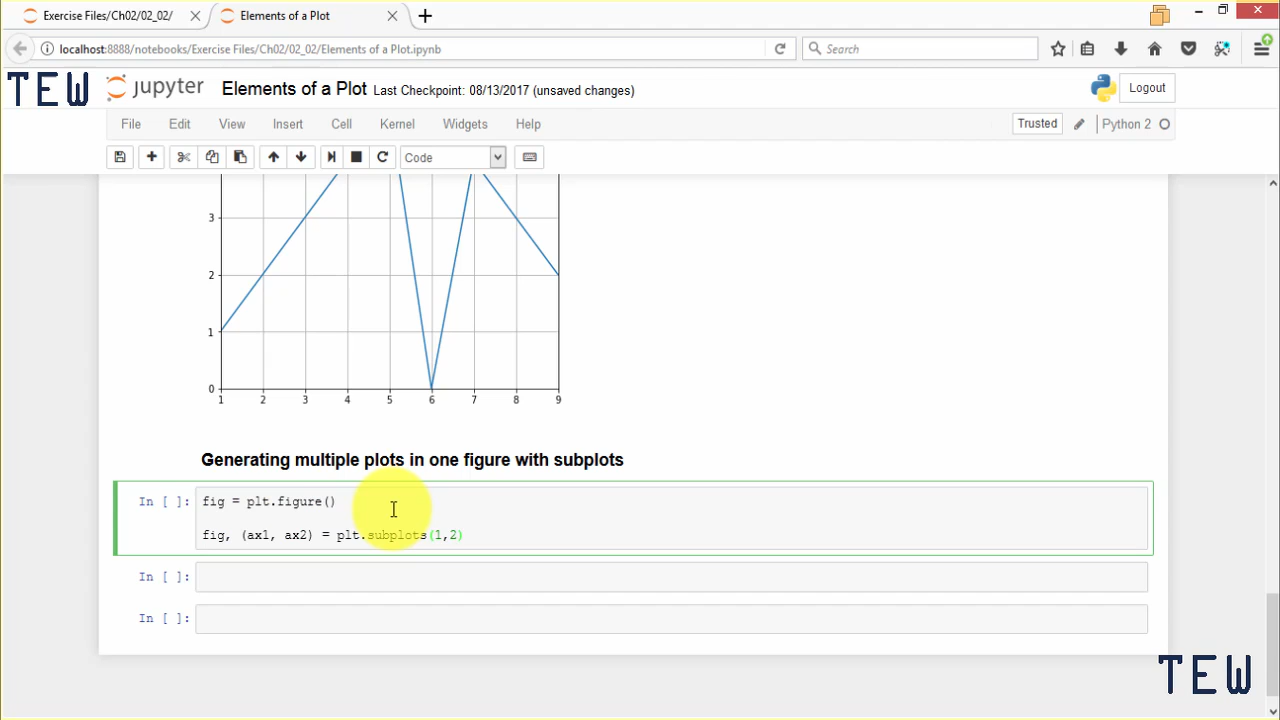 Exercise Files/Ch02/02_02/
Elements of a Plot
localhost:8888/notebooks/Exercise Files/Ch02/02_02/Elements of a Plot.ipynb
Search
TEW
jupyter
Elements of a Plot
Last Checkpoint: 08/13/2017 (unsaved changes)
Logout
File Edit View Insert Cell Kernel Widgets Help
Trusted
Python 2
Code
3
2
1
0
1 2 3 4 5 6 7 8 9
Generating multiple plots in one figure with subplots
In [ ]: fig = plt.figure()
fig, (ax1, ax2) = plt.subplots(1,2)
In [ ]:
In [ ]:
TEW